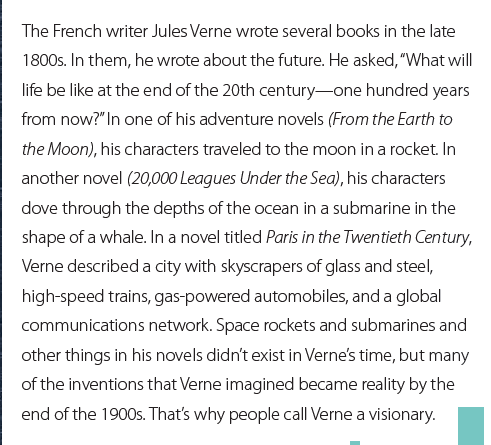 The French writer Jules Verne wrote several books in the late
1800s. In them, he wrote about the future. He asked, “What will
life be like at the end of the 20th century—one hundred years
from now?” In one of his adventure novels (From the Earth to
the Moon), his characters traveled to the moon in a rocket. In
another novel (20,000 Leagues Under the Sea), his characters
dove through the depths of the ocean in a submarine in the
shape of a whale. In a novel titled Paris in the Twentieth Century,
Verne described a city with skyscrapers of glass and steel,
high-speed trains, gas-powered automobiles, and a global
communications network. Space rockets and submarines and
other things in his novels didn’t exist in Verne’s time, but many
of the inventions that Verne imagined became reality by the
end of the 1900s. That’s why people call Verne a visionary.